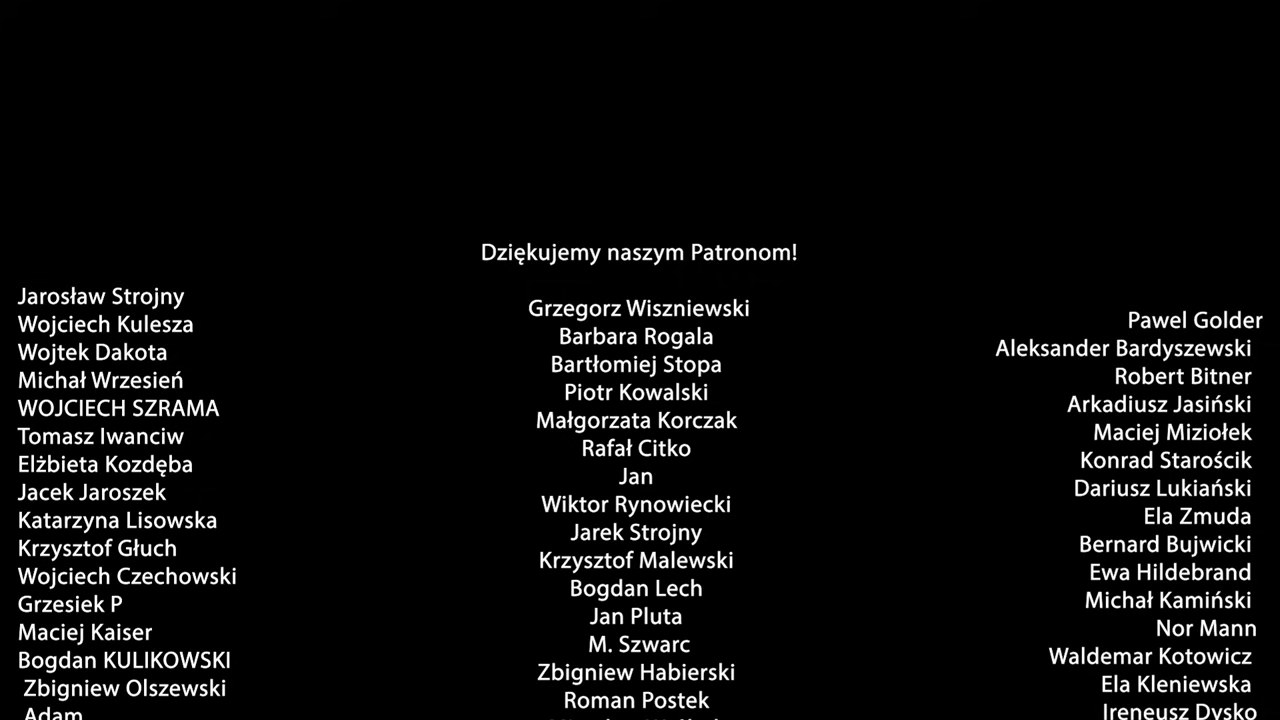 Dziękujemy naszym Patronom!
Jarosław Strojny
Wojciech Kulesza
Wojtek Dakota
Michał Wrzesień
WOJCIECH SZRAMA
Tomasz Iwanciw
Elżbieta Kozdęba
Jacek Jaroszek
Katarzyna Lisowska
Krzysztof Głuch
Wojciech Czechowski
Grzesiek P
Maciej Kaiser
Bogdan KULIKOWSKI
Zbigniew Olszewski
Adam
Grzegorz Wiszniewski
Barbara Rogala
Bartłomiej Stopa
Piotr Kowalski
Małgorzata Korczak
Rafał Citko
Jan
Wiktor Rynowiecki
Jarek Strojny
Krzysztof Malewski
Bogdan Lech
Jan Pluta
M. Szwarc
Zbigniew Habierski
Roman Postek
Pawel Golder
Aleksander Bardyszewski
Robert Bitner
Arkadiusz Jasiński
Maciej Miziołek
Konrad Starościk
Dariusz Lukiański
Ela Zmuda
Bernard Bujwicki
Ewa Hildebrand
Michał Kamiński
Nor Mann
Waldemar Kotowicz
Ela Kleniewska
Ireneusz Dysko